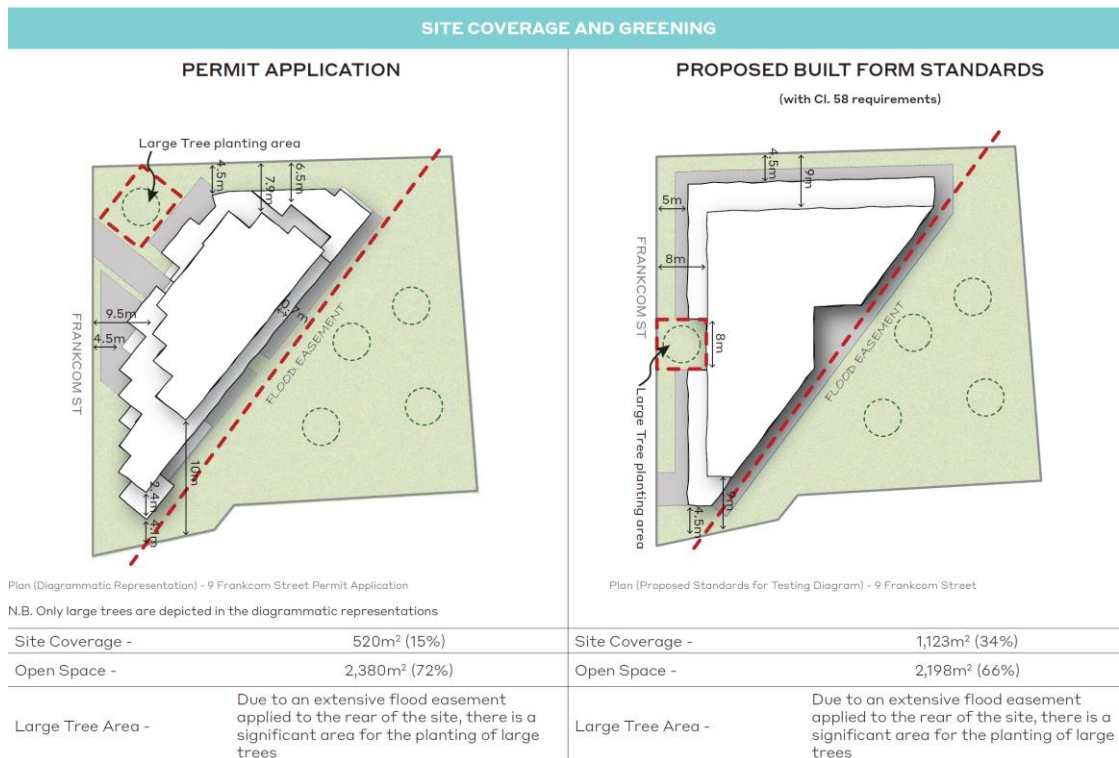 SITE COVERAGE AND GREENING
PERMIT APPLICATION
Large Tree planting area
4.5m
7.9m
6.5m
9.5m
4.5m
FRANKCOM ST
0.7m
FLOOD EASEMENT
10m
2.4m
4.1m
Plan (Diagrammatic Representation) - 9 Frankcom Street Permit Application
N.B. Only large trees are depicted in the diagrammatic representations
Site Coverage -
520m² (15%)
Open Space -
2,380m² (72%)
Large Tree Area -
Due to an extensive flood easement
applied to the rear of the site, there is a
significant area for the planting of large
trees
PROPOSED BUILT FORM STANDARDS
(with Cl. 58 requirements)
4.5m
9m
5m
FRANKCOM ST
8m
8m
Large Tree planting area
FLOOD EASEMENT
9m
4.5m
Plan (Proposed Standards for Testing Diagram) - 9 Frankcom Street
Site Coverage -
1,123m² (34%)
Open Space -
2,198m² (66%)
Large Tree Area -
Due to an extensive flood easement
applied to the rear of the site, there is a
significant area for the planting of large
trees